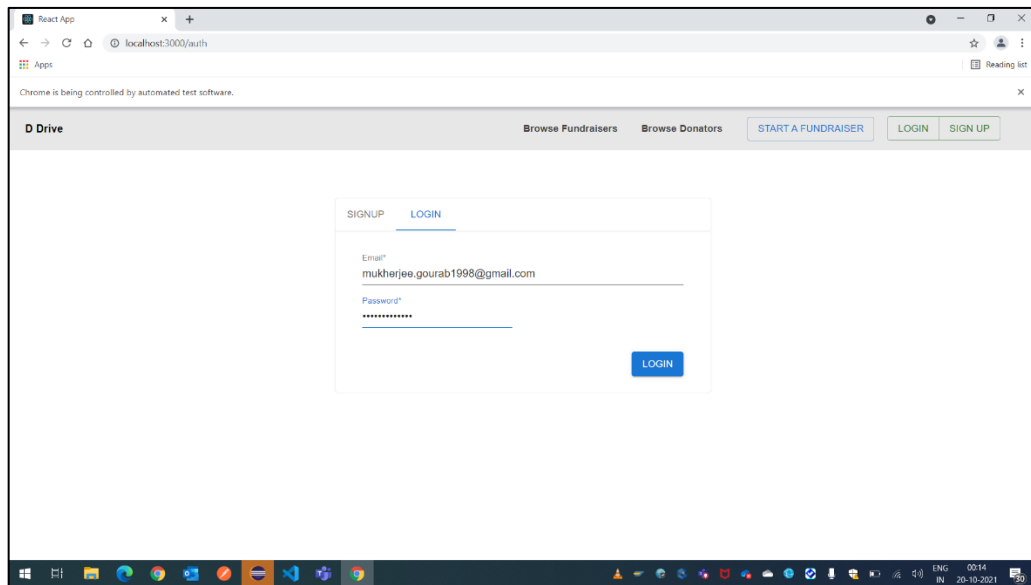 React App
localhost:3000/auth
Apps
Reading list
Chrome is being controlled by automated test software.
D Drive
Browse Fundraisers
Browse Donators
START A FUNDRAISER
LOGIN
SIGN UP
SIGNUP
LOGIN
Email*
mukherjee.gourab1998@gmail.com
Password*
•••••••••••••
LOGIN
ENG
IN
00:14
20-10-2021
30